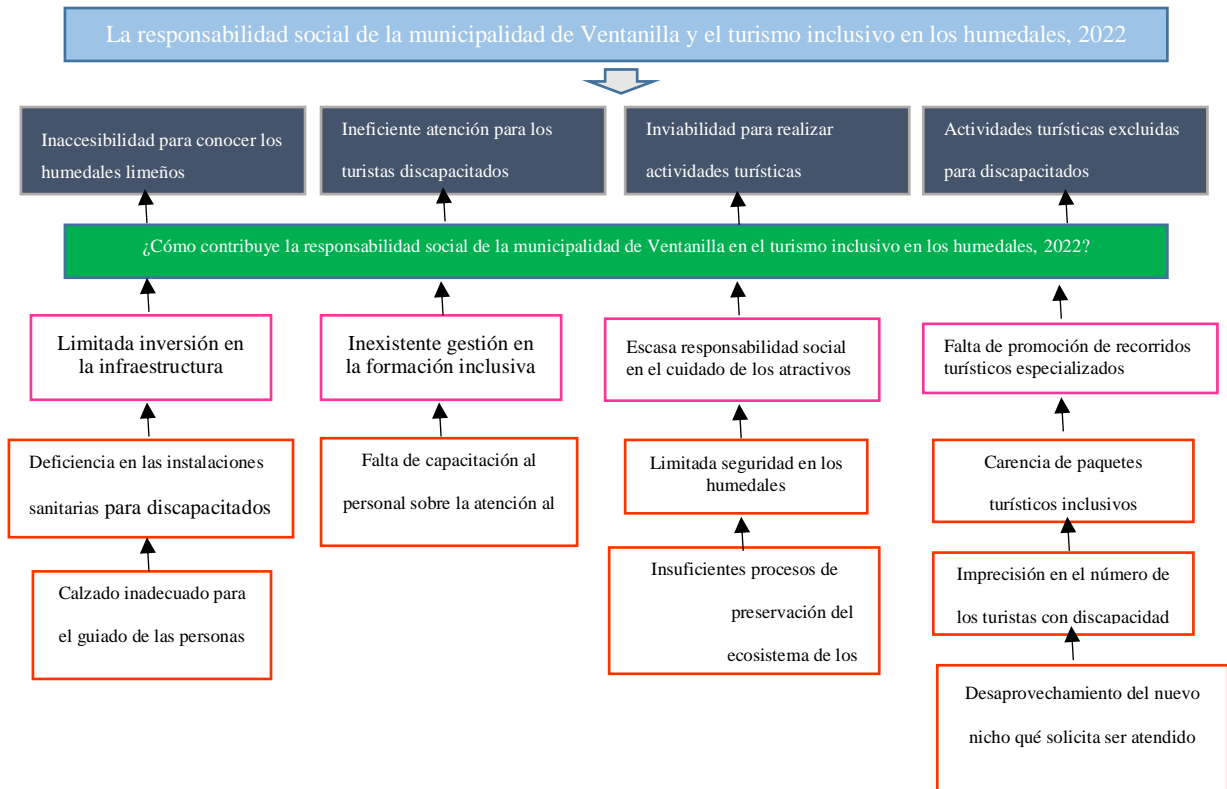 La responsabilidad social de la municipalidad de Ventanilla y el turismo inclusivo en los humedales, 2022
Inaccesibilidad para conocer los
humedales limeños
Ineficiente atención para los
turistas discapacitados
Inviabilidad para realizar
actividades turísticas
Actividades turísticas excluidas
para discapacitados
¿Cómo contribuye la responsabilidad social de la municipalidad de Ventanilla en el turismo inclusivo en los humedales, 2022?
Limitada inversión en
la infraestructura
Inexistente gestión en
la formación inclusiva
Escasa responsabilidad social
en el cuidado de los atractivos
Falta de promoción de recorridos
turísticos especializados
Deficiencia en las instalaciones
sanitarias para discapacitados
Falta de capacitación al
personal sobre la atención al
Limitada seguridad en los
humedales
Carencia de paquetes
turísticos inclusivos
Calzado inadecuado para
el guiado de las personas
Insuficientes procesos de
preservación del
ecosistema de los
Imprecisión en el número de
los turistas con discapacidad
Desaprovechamiento del nuevo
nicho qué solicita ser atendido